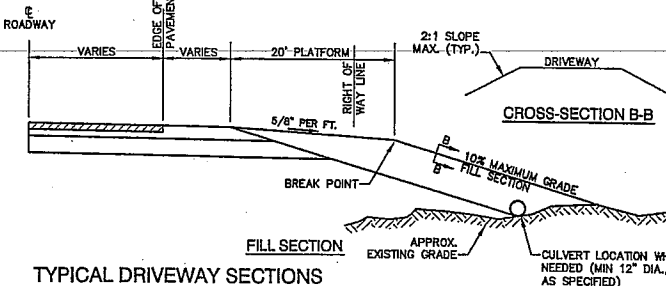 ℄
ROADWAY
EDGE OF
PAVEMENT
VARIES
VARIES
20' PLATFORM
RIGHT OF
WAY LINE
2:1 SLOPE
MAX. (TYP.)
DRIVEWAY
CROSS-SECTION B-B
5/8" PER FT.
B
B
10% MAXIMUM GRADE
FILL SECTION
BREAK POINT
FILL SECTION
APPROX.
EXISTING GRADE
CULVERT LOCATION
NEEDED (MIN 12" DIA.,
AS SPECIFIED)
TYPICAL DRIVEWAY SECTIONS